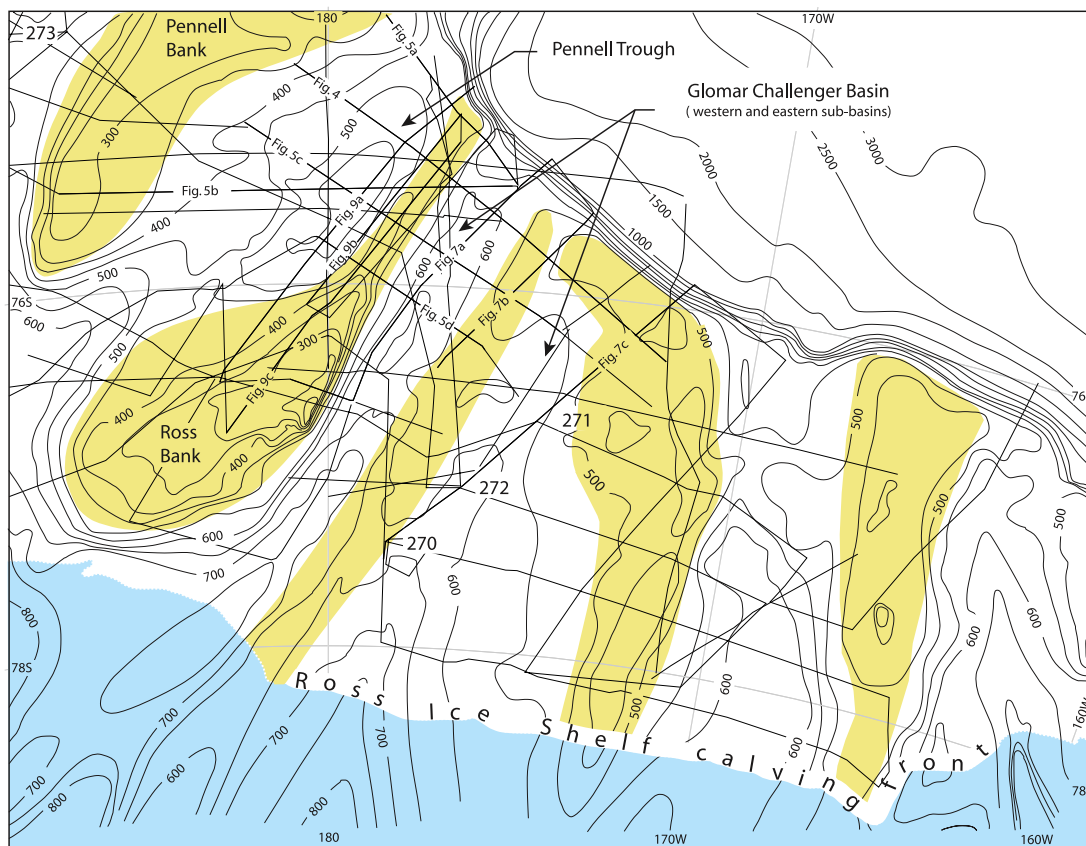 180
170W
273
Pennell
Bank
Fig. 5a
Pennell Trough
Glomar Challenger Basin
( western and eastern sub-basins)
Fig. 4
400
500
300
Fig. 5c
3000
2500
2000
Fig. 5b
Fig. 9a
1500
400
Fig. 9b
600
Fig. 7a
600
1000
500
76S
600
Fig. 5d
Fig. 7b
400
300
500
500
Fig. 7c
76
400
Fig. 9c
500
271
Ross
Bank
400
500
272
500
500
600
270
700
600
600
800
78S
Ross Ice Shelf calving front
700
500
700
600
600
160W
700
600
800
800
78
180
170W
160W